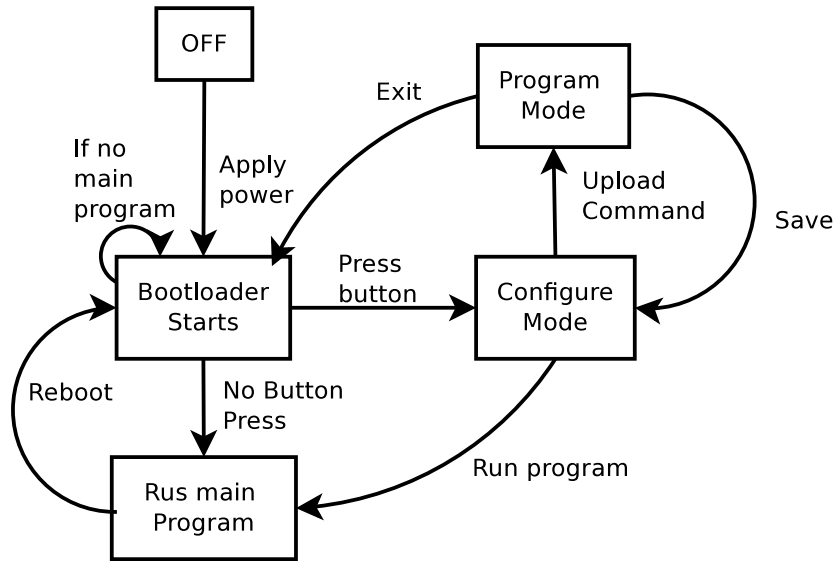 OFF
Program
Mode
Exit
If no
main
program
Apply
power
Upload
Command
Save
Bootloader
Starts
Press
button
Configure
Mode
Reboot
No Button
Press
Run program
Rus main
Program